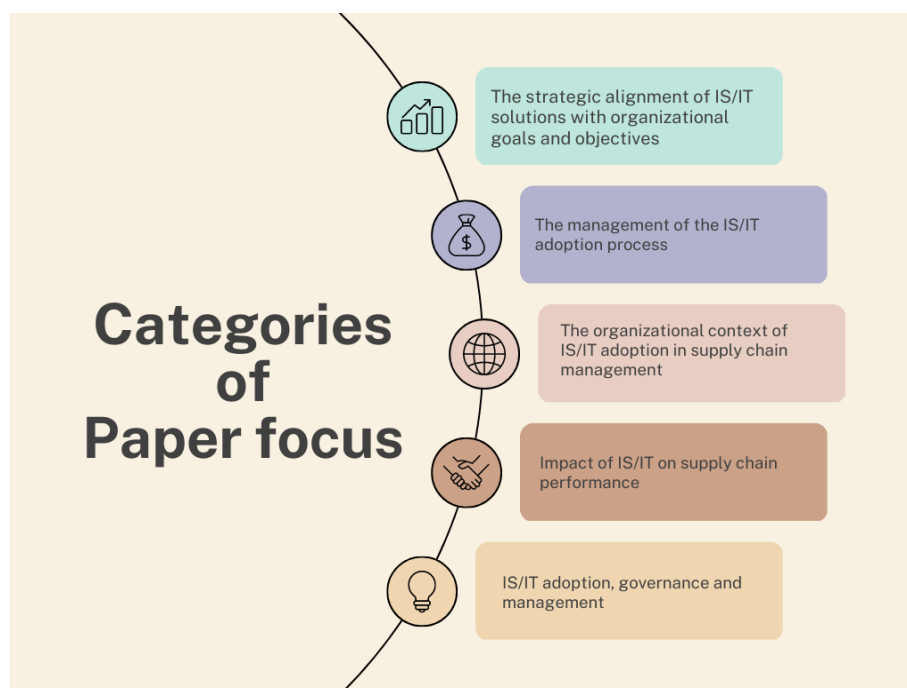 Categories
of
Paper focus
The strategic alignment of IS/IT
solutions with organizational
goals and objectives
The management of the IS/IT
adoption process
$
The organizational context of
IS/IT adoption in supply chain
management
Impact of IS/IT on supply chain
performance
IS/IT adoption, governance and
management